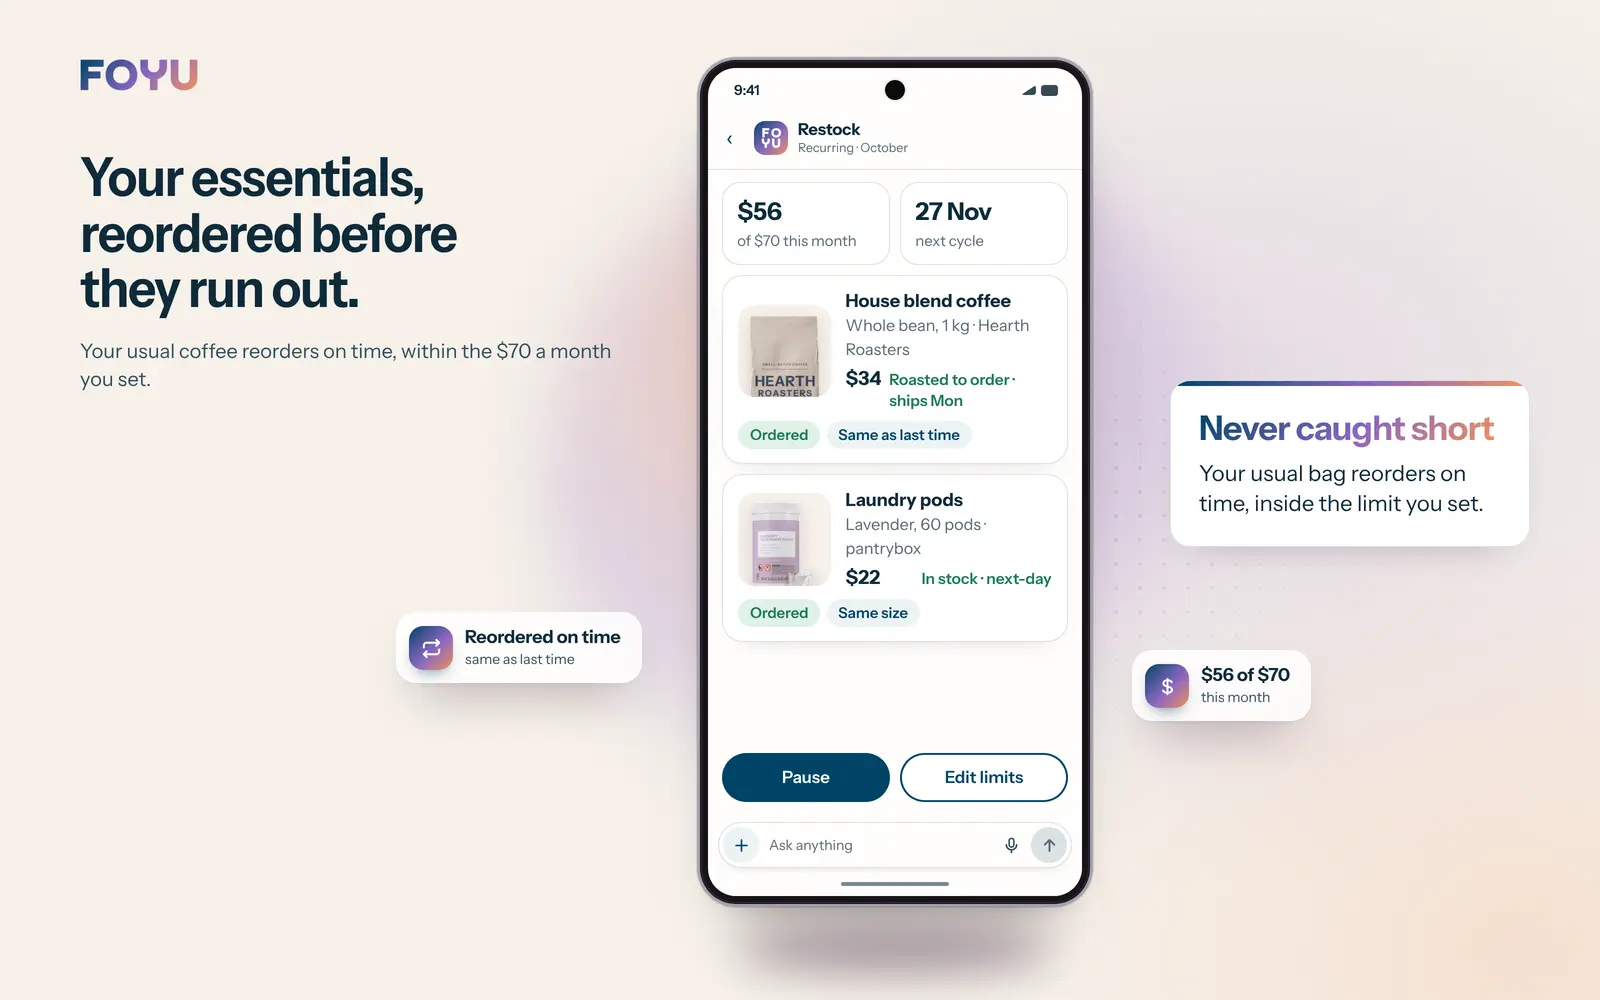 FOYU
Your essentials,
reordered before
they run out.
Your usual coffee reorders on time, within the $70 a month
you set.
9:41
FO
YU
Restock
Recurring · October
$56
of $70 this month
27 Nov
next cycle
HEARTH
ROASTERS
House blend coffee
Whole bean, 1 kg · Hearth
Roasters
$34 Roasted to order ·
ships Mon
Ordered
Same as last time
Laundry pods
Lavender, 60 pods ·
pantrybox
$22 In stock · next-day
Ordered
Same size
Pause
Edit limits
Ask anything
Reordered on time
same as last time
Never caught short
Your usual bag reorders on
time, inside the limit you set.
$
$56 of $70
this month